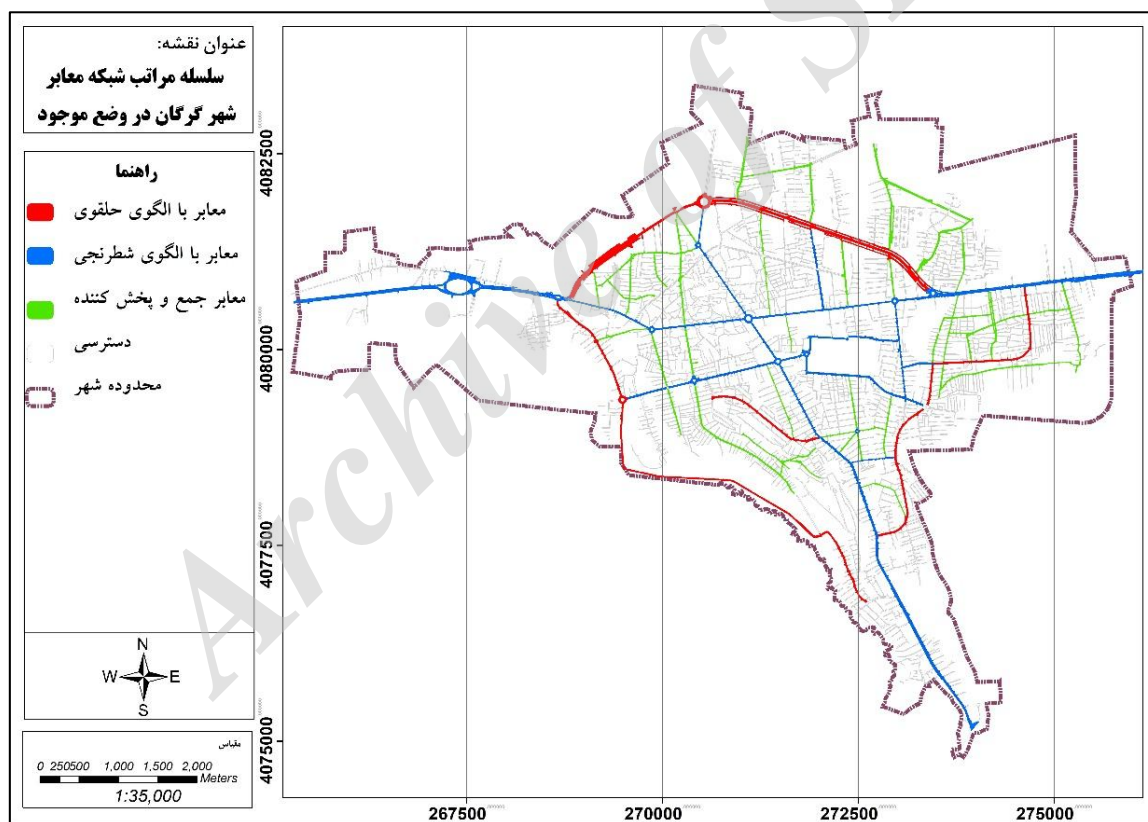 عنوان نقشه:
سلسله مراتب شبکه معابر
شهر گرگان در وضع موجود
راهنما
معابر با الگوی حلقوی
معابر با الگوی شطرنجی
معابر جمع و پخش کننده
دسترسی
محدوده شهر
N
W E
S
مقیاس
0 250500 1,000 1,500 2,000
Meters
1:35,000
4082500
4080000
4077500
4075000
267500 270000 272500 275000
Archive of S